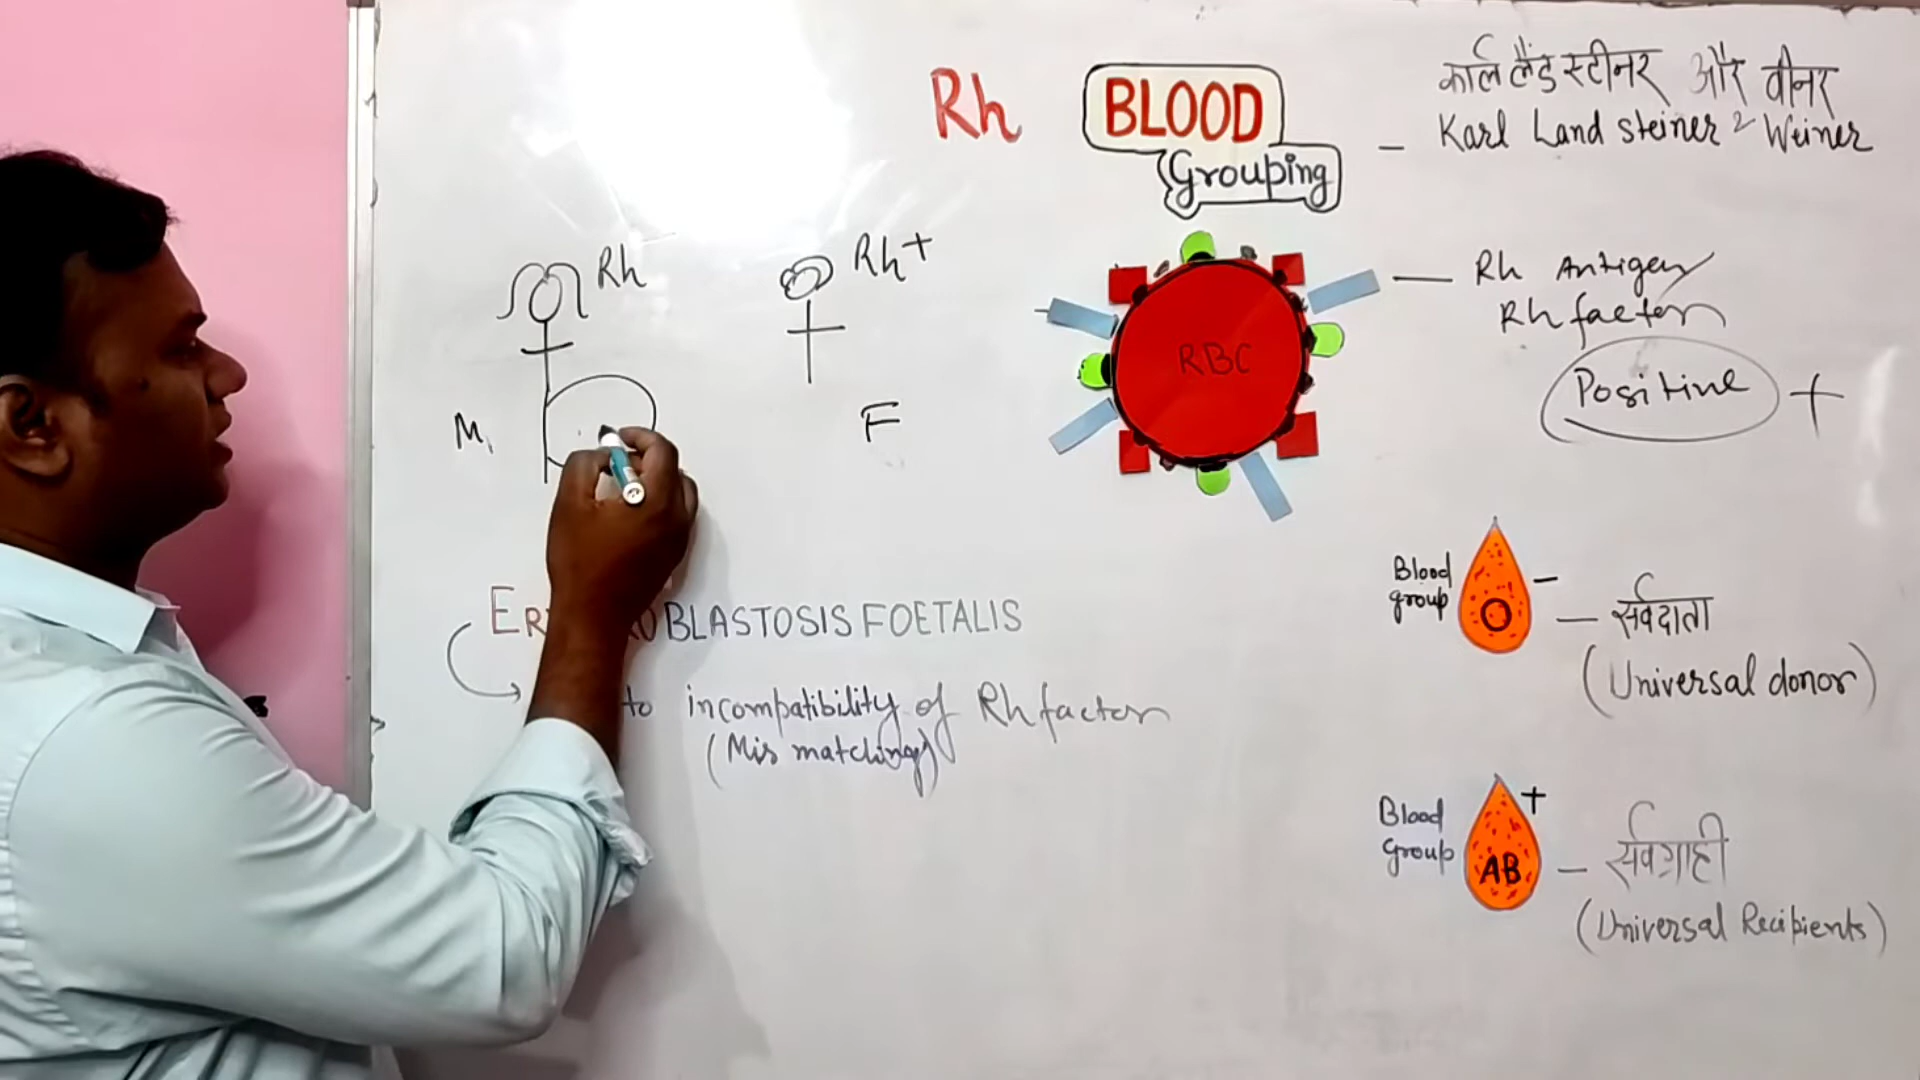 Rh BLOOD Grouping
कार्ल लैंड स्टीनर और वीनर
– Karl Land Steiner & Weiner
Rh
Rh+
M
F
RBC
— Rh Antigen
Rh factor
Positive +
ER BLASTOSIS FOETALIS
to incompatibility of Rh factor
(Mis matching)
Blood group O –
— सर्वदाता
(Universal donor)
Blood Group AB +
— सर्वग्राही
(Universal Recipients)